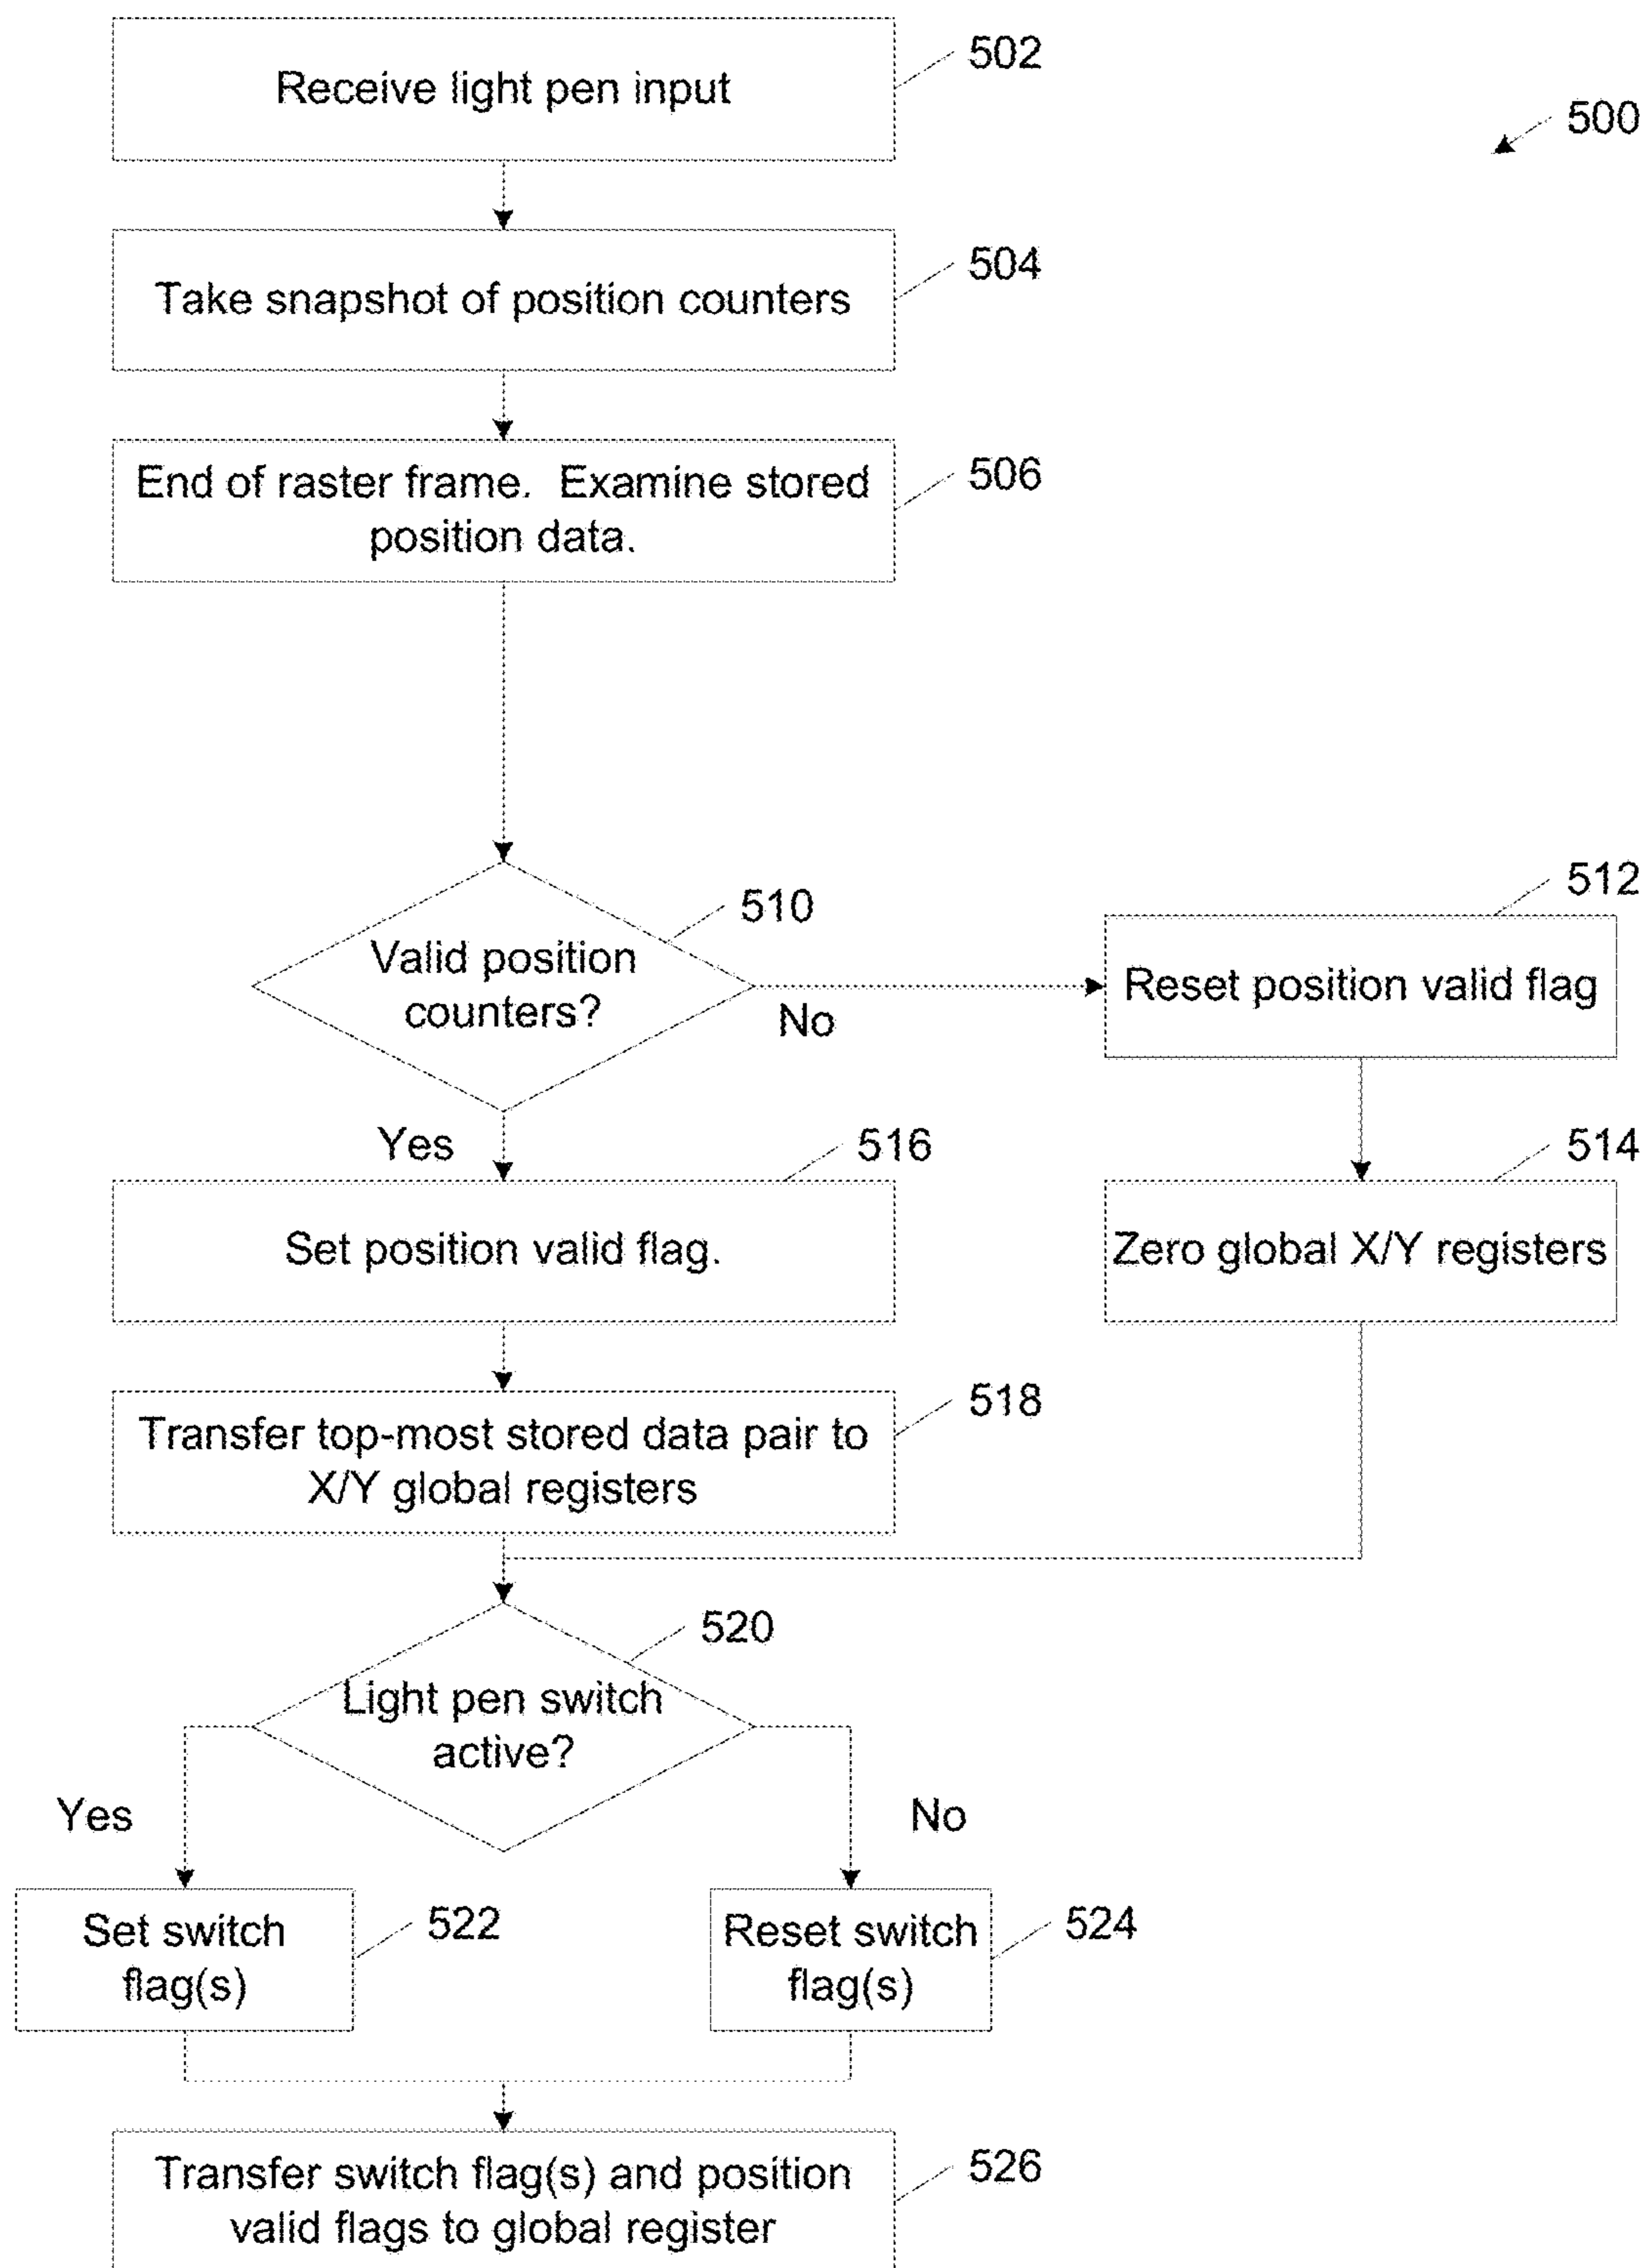 Receive light pen input
502
500
Take snapshot of position counters
504
End of raster frame.  Examine stored
position data.
506
Valid position
counters?
510
No
Yes
Reset position valid flag
512
Set position valid flag.
516
Zero global X/Y registers
514
Transfer top-most stored data pair to
X/Y global registers
518
Light pen switch
active?
520
Yes
No
Set switch
flag(s)
522
Reset switch
flag(s)
524
Transfer switch flag(s) and position
valid flags to global register
526